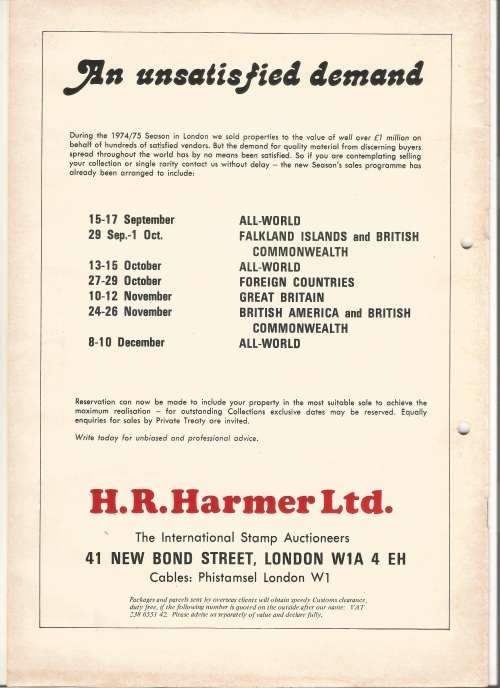 An unsatisfied demand
During the 1974/75 Season in London we sold properties to the value of well over £1 million on
behalf of hundreds of satisfied vendors. But the demand for quality material from discerning buyers
spread throughout the world has by no means been satisfied. So if you are contemplating selling
your collection or single rarity contact us without delay – the new Season's sales programme has
already been arranged to include:
15-17 September ALL-WORLD
29 Sep.-1 Oct. FALKLAND ISLANDS and BRITISH
COMMONWEALTH
13-15 October ALL-WORLD
27-29 October FOREIGN COUNTRIES
10-12 November GREAT BRITAIN
24-26 November BRITISH AMERICA and BRITISH
COMMONWEALTH
8-10 December ALL-WORLD
Reservation can now be made to include your property in the most suitable sale to achieve the
maximum realisation – for outstanding Collections exclusive dates may be reserved. Equally
enquiries for sales by Private Treaty are invited.
Write today for unbiased and professional advice.
H.R.Harmer Ltd.
The International Stamp Auctioneers
41 NEW BOND STREET, LONDON W1A 4 EH
Cables: Phistamsel London W1
Packages and parcels sent by overseas clients will obtain speedy Customs clearance,
duty free, if the following number is quoted on the outside after our name: VAT
238 6553 42. Please advise us separately of value and declare fully.